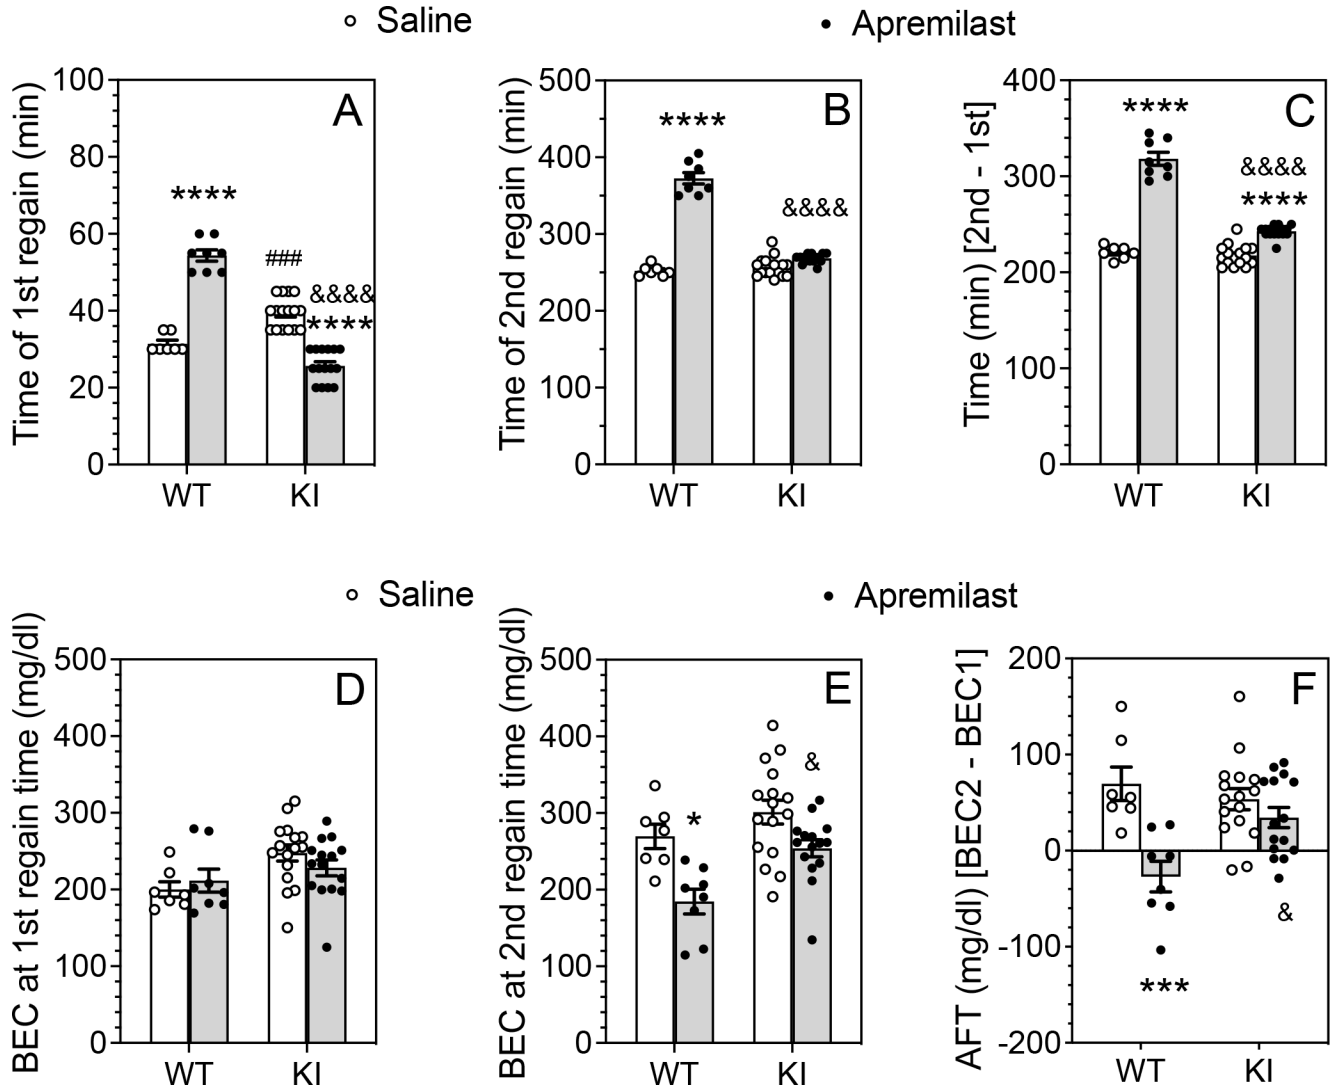 Saline
Apremilast
Time of 1st regain (min)
100
80
60
40
20
0
A
****
###
&&&&
****
WT
KI
Time of 2nd regain (min)
500
400
300
200
100
0
B
****
&&&&
WT
KI
Time (min) [2nd - 1st]
400
300
200
100
0
C
****
&&&&
****
WT
KI
Saline
Apremilast
BEC at 1st regain time (mg/dl)
500
400
300
200
100
0
D
WT
KI
BEC at 2nd regain time (mg/dl)
500
400
300
200
100
0
E
*
&
WT
KI
AFT (mg/dl) [BEC2 - BEC1]
200
100
0
-100
-200
F
***
&
WT
KI